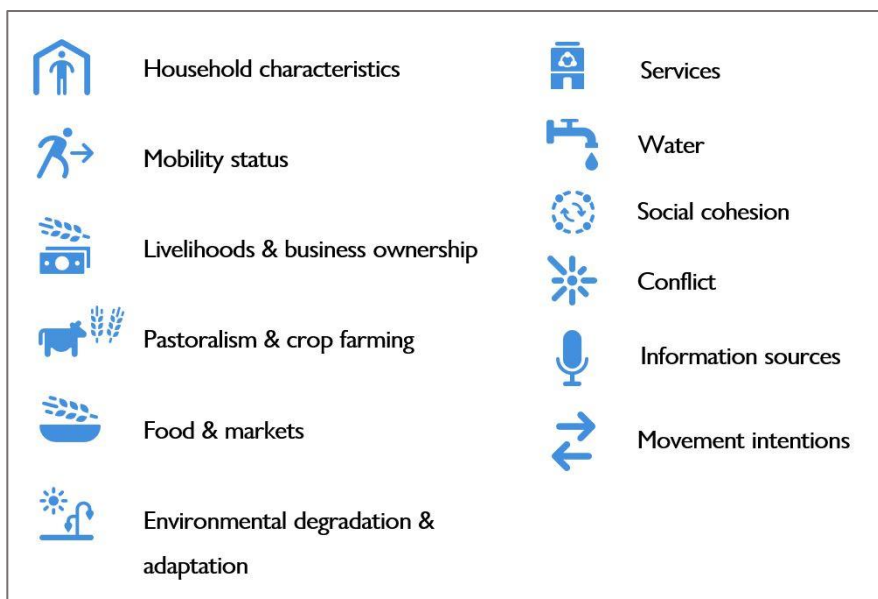 Household characteristics
Mobility status
Livelihoods & business ownership
Pastoralism & crop farming
Food & markets
Environmental degradation &
adaptation
Services
Water
Social cohesion
Conflict
Information sources
Movement intentions